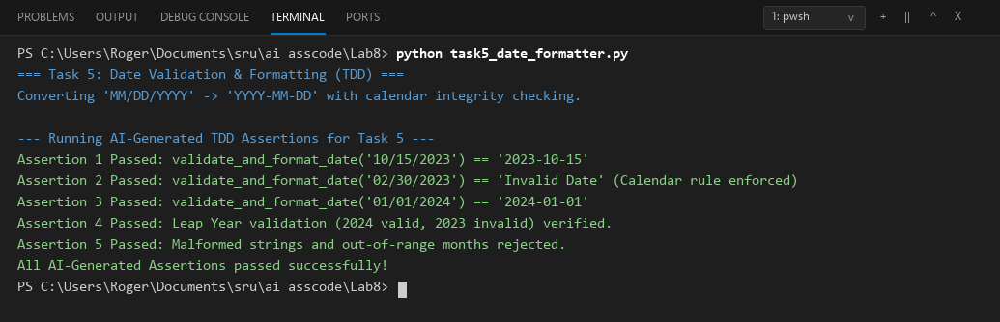 PROBLEMS OUTPUT DEBUG CONSOLE TERMINAL PORTS 1: pwsh v + || ^ X
PS C:\Users\Roger\Documents\sru\ai asscode\Lab8> python task5_date_formatter.py
=== Task 5: Date Validation & Formatting (TDD) ===
Converting 'MM/DD/YYYY' -> 'YYYY-MM-DD' with calendar integrity checking.
--- Running AI-Generated TDD Assertions for Task 5 ---
Assertion 1 Passed: validate_and_format_date('10/15/2023') == '2023-10-15'
Assertion 2 Passed: validate_and_format_date('02/30/2023') == 'Invalid Date' (Calendar rule enforced)
Assertion 3 Passed: validate_and_format_date('01/01/2024') == '2024-01-01'
Assertion 4 Passed: Leap Year validation (2024 valid, 2023 invalid) verified.
Assertion 5 Passed: Malformed strings and out-of-range months rejected.
All AI-Generated Assertions passed successfully!
PS C:\Users\Roger\Documents\sru\ai asscode\Lab8>